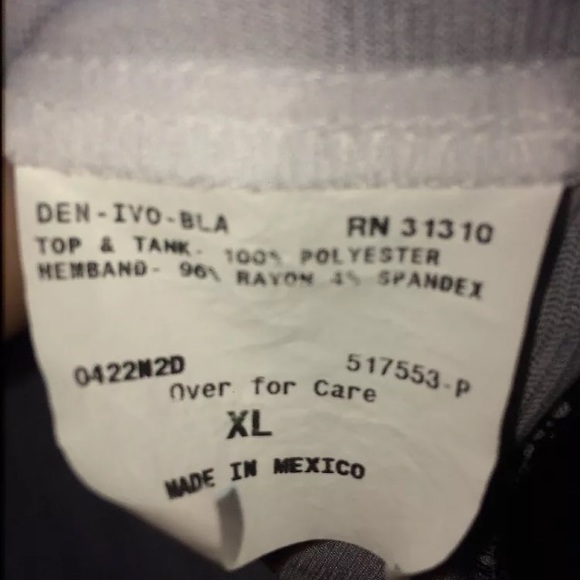 DEN-IVO-BLA RN 31310
TOP & TANK- 100% POLYESTER
HEMBAND- 96% RAYON 4% SPANDEX
0422N2D 517553-P
Over for Care
XL
MADE IN MEXICO